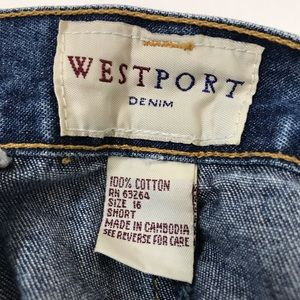 WESTPORT
DENIM
100% COTTON
RN 63264
SIZE 16
SHORT
MADE IN CAMBODIA
SEE REVERSE FOR CARE